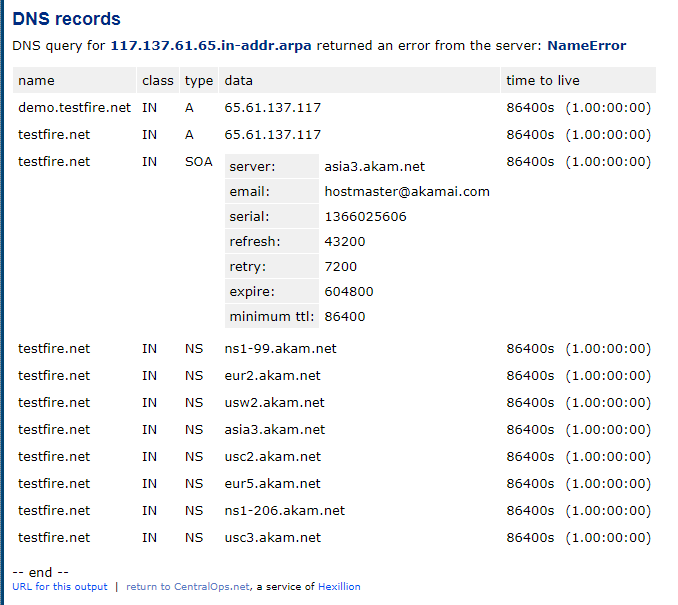 DNS records
DNS query for 117.137.61.65.in-addr.arpa returned an error from the server: NameError
name class type data time to live
demo.testfire.net IN A 65.61.137.117 86400s (1.00:00:00)
testfire.net IN A 65.61.137.117 86400s (1.00:00:00)
testfire.net IN SOA server: asia3.akam.net 86400s (1.00:00:00)
email: hostmaster@akamai.com
serial: 1366025606
refresh: 43200
retry: 7200
expire: 604800
minimum ttl: 86400
testfire.net IN NS ns1-99.akam.net 86400s (1.00:00:00)
testfire.net IN NS eur2.akam.net 86400s (1.00:00:00)
testfire.net IN NS usw2.akam.net 86400s (1.00:00:00)
testfire.net IN NS asia3.akam.net 86400s (1.00:00:00)
testfire.net IN NS usc2.akam.net 86400s (1.00:00:00)
testfire.net IN NS eur5.akam.net 86400s (1.00:00:00)
testfire.net IN NS ns1-206.akam.net 86400s (1.00:00:00)
testfire.net IN NS usc3.akam.net 86400s (1.00:00:00)
-- end --
URL for this output | return to CentralOps.net, a service of Hexillion